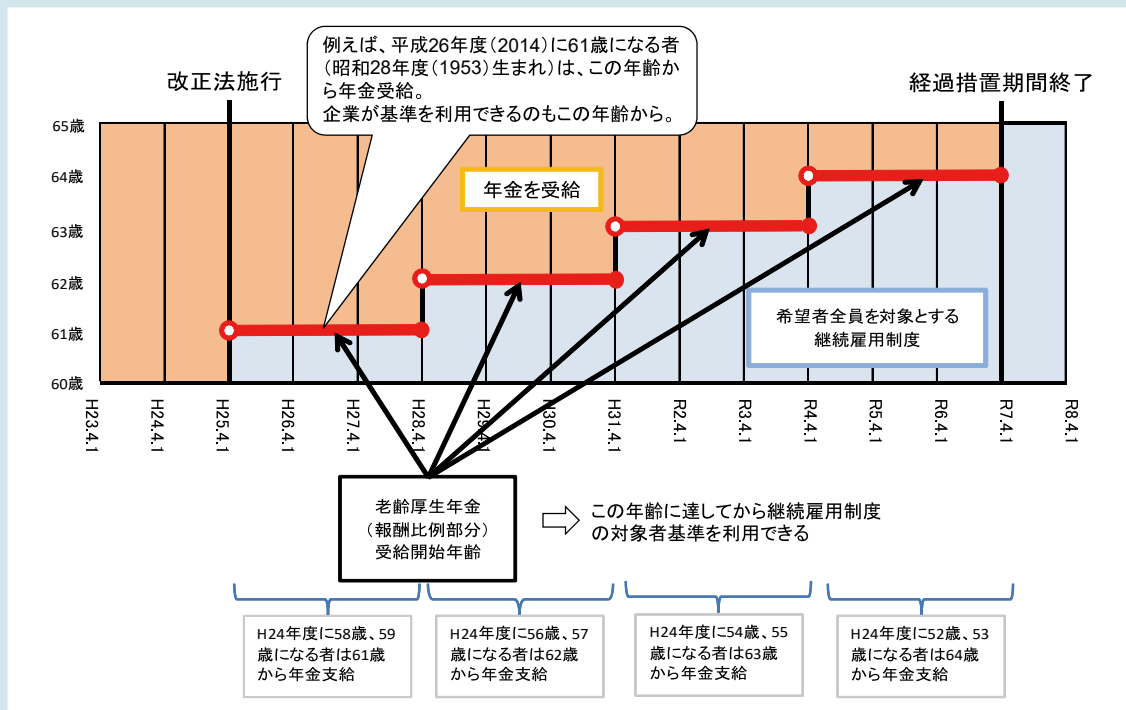 例えば、平成26年度(2014)に61歳になる者
(昭和28年度(1953)生まれ)は、この年齢か
ら年金受給。
企業が基準を利用できるのもこの年齢から。
改正法施行
経過措置期間終了
65歳
64歳
63歳
62歳
61歳
60歳
年金を受給
希望者全員を対象とする
継続雇用制度
H23.4.1
H24.4.1
H25.4.1
H26.4.1
H27.4.1
H28.4.1
H29.4.1
H30.4.1
H31.4.1
R2.4.1
R3.4.1
R4.4.1
R5.4.1
R6.4.1
R7.4.1
R8.4.1
老齢厚生年金
(報酬比例部分)
受給開始年齢
この年齢に達してから継続雇用制度
の対象者基準を利用できる
H24年度に58歳、59
歳になる者は61歳
から年金支給
H24年度に56歳、57
歳になる者は62歳
から年金支給
H24年度に54歳、55
歳になる者は63歳
から年金支給
H24年度に52歳、53
歳になる者は64歳
から年金支給